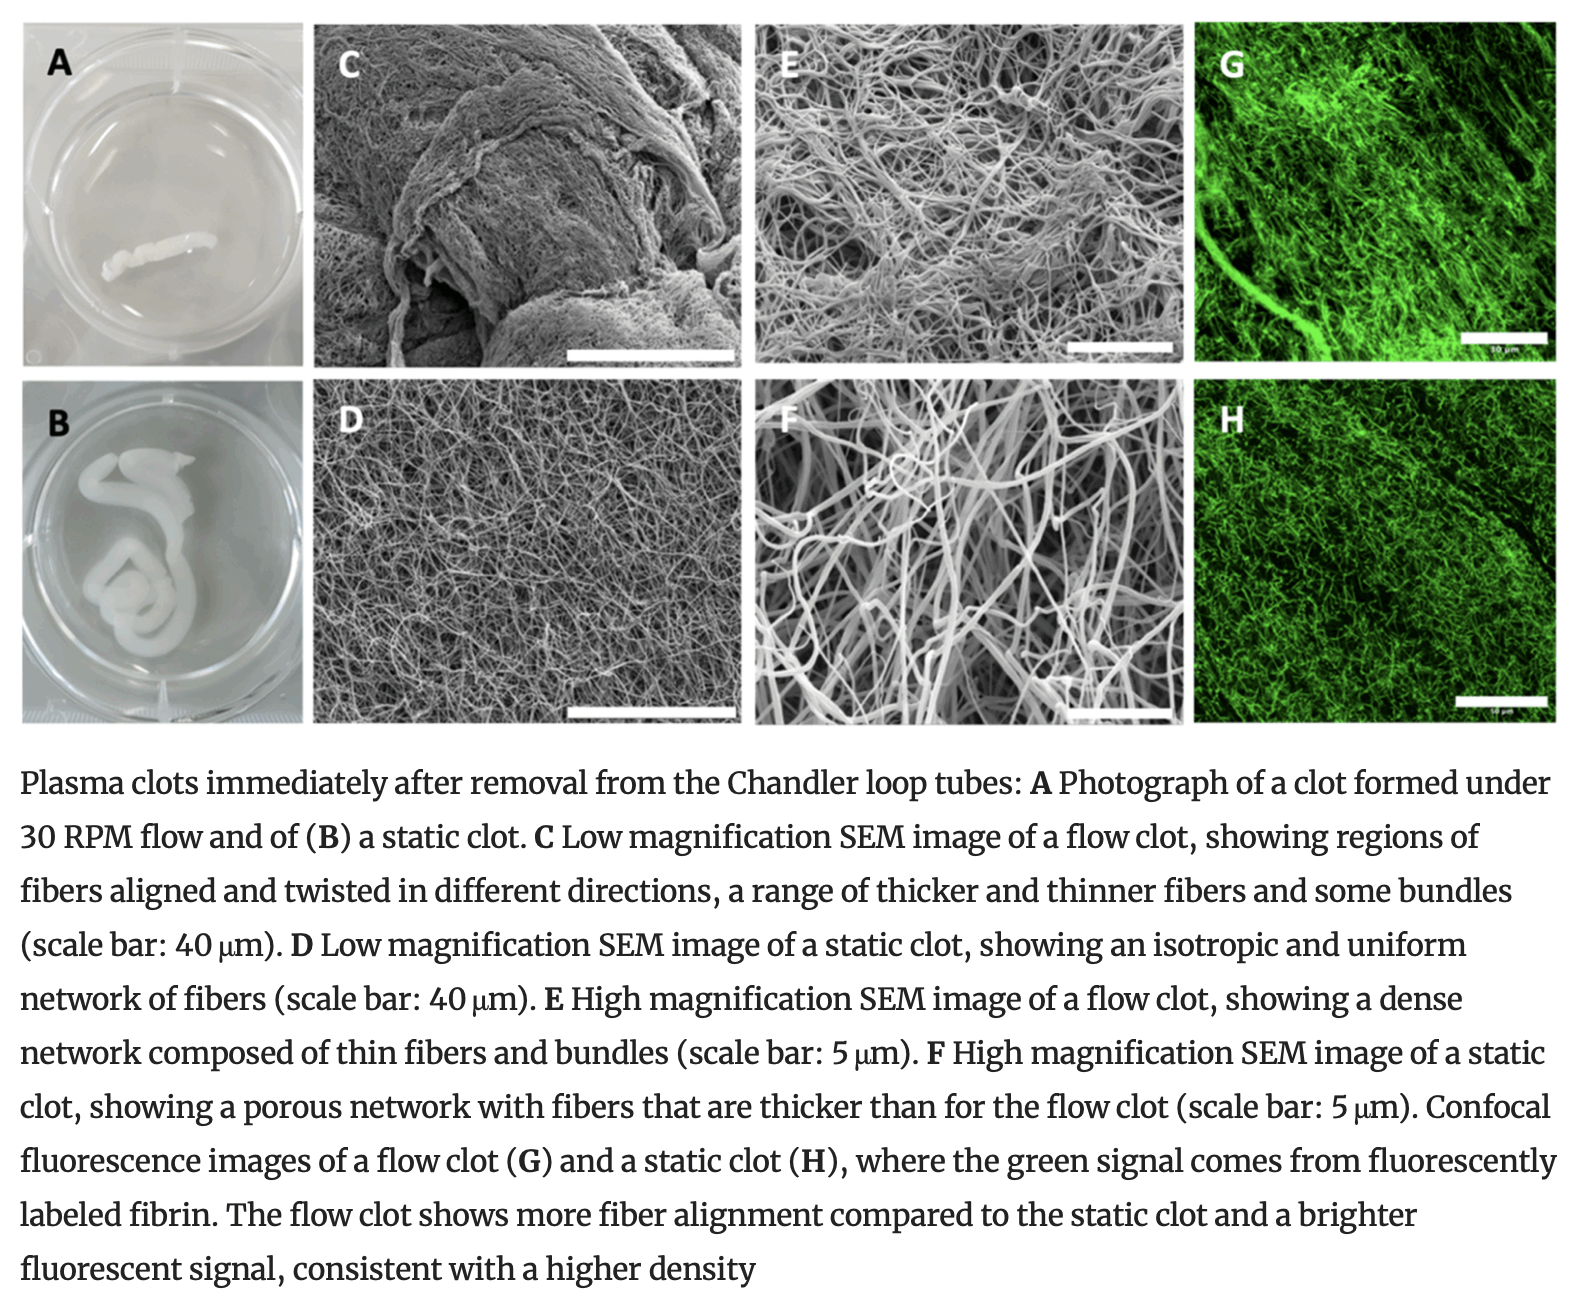 A
C
E
G
10 µm
B
D
F
H
Plasma clots immediately after removal from the Chandler loop tubes: A Photograph of a clot formed under
30 RPM flow and of (B) a static clot. C Low magnification SEM image of a flow clot, showing regions of
fibers aligned and twisted in different directions, a range of thicker and thinner fibers and some bundles
(scale bar: 40 μm). D Low magnification SEM image of a static clot, showing an isotropic and uniform
network of fibers (scale bar: 40 μm). E High magnification SEM image of a flow clot, showing a dense
network composed of thin fibers and bundles (scale bar: 5 μm). F High magnification SEM image of a static
clot, showing a porous network with fibers that are thicker than for the flow clot (scale bar: 5 μm). Confocal
fluorescence images of a flow clot (G) and a static clot (H), where the green signal comes from fluorescently
labeled fibrin. The flow clot shows more fiber alignment compared to the static clot and a brighter
fluorescent signal, consistent with a higher density